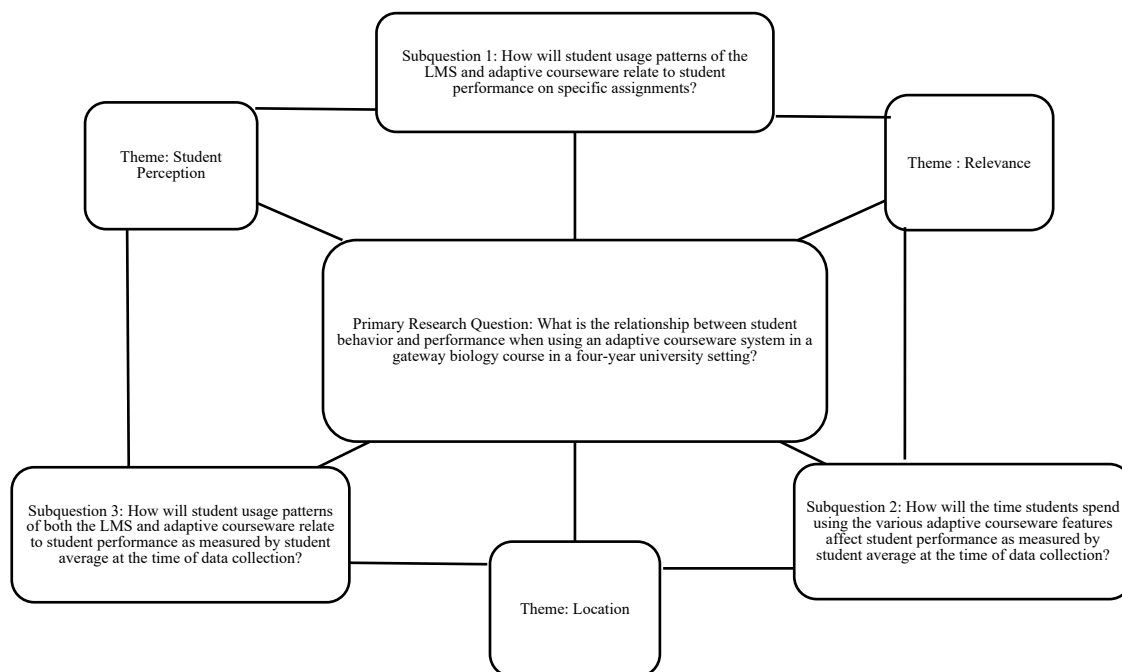 Subquestion 1: How will student usage patterns of the
LMS and adaptive courseware relate to student
performance on specific assignments?
Theme: Student
Perception
Theme : Relevance
Primary Research Question: What is the relationship between student
behavior and performance when using an adaptive courseware system in a
gateway biology course in a four-year university setting?
Subquestion 3: How will student usage patterns
of both the LMS and adaptive courseware relate
to student performance as measured by student
average at the time of data collection?
Subquestion 2: How will the time students spend
using the various adaptive courseware features
affect student performance as measured by
student average at the time of data collection?
Theme: Location